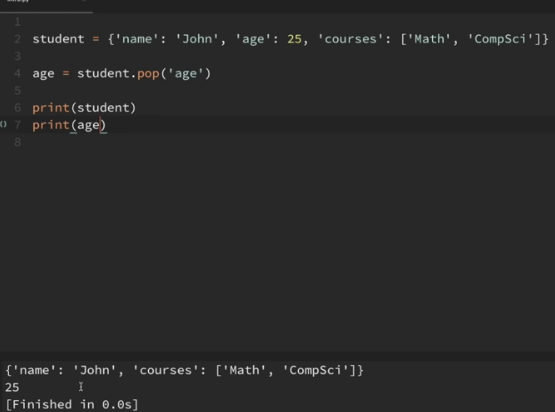 1
2 student = {'name': 'John', 'age': 25, 'courses': ['Math', 'CompSci']}
3
4 age = student.pop('age')
5
6 print(student)
7 print(age)
8
{'name': 'John', 'courses': ['Math', 'CompSci']}
25
[Finished in 0.0s]